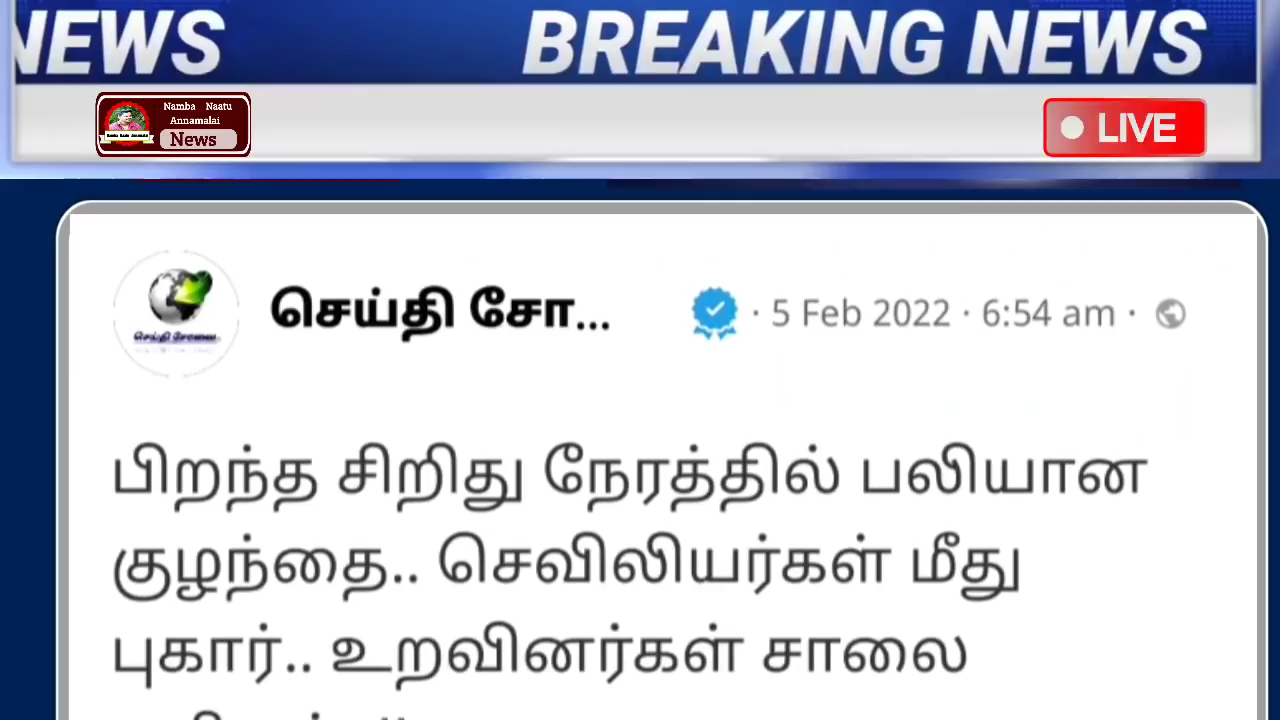 NEWS BREAKING NEWS
Namba Naatu
Annamalai
News
LIVE
செய்தி சோ... · 5 Feb 2022 · 6:54 am ·
செய்தி சோலை
பிறந்த சிறிது நேரத்தில் பலியான
குழந்தை.. செவிலியர்கள் மீது
புகார்.. உறவினர்கள் சாலை